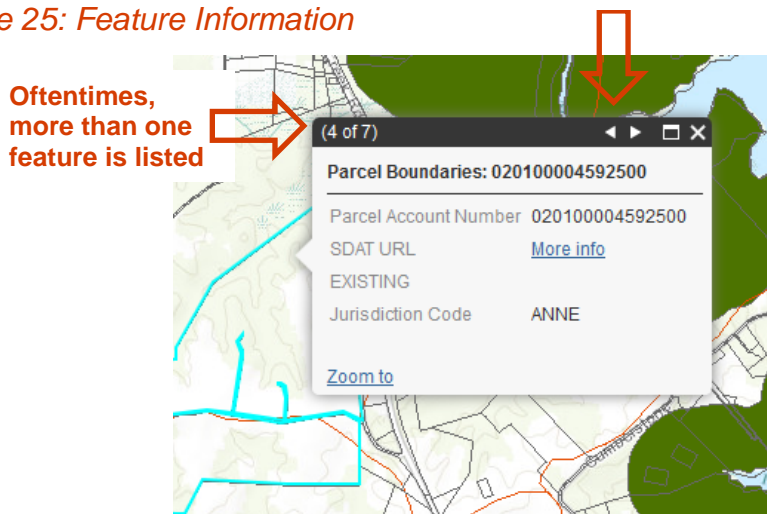 e 25: Feature Information
Oftentimes,
more than one
feature is listed
(4 of 7)
Parcel Boundaries: 020100004592500
Parcel Account Number 020100004592500
SDAT URL More info
EXISTING
Jurisdiction Code ANNE
Zoom to
Cumberstone